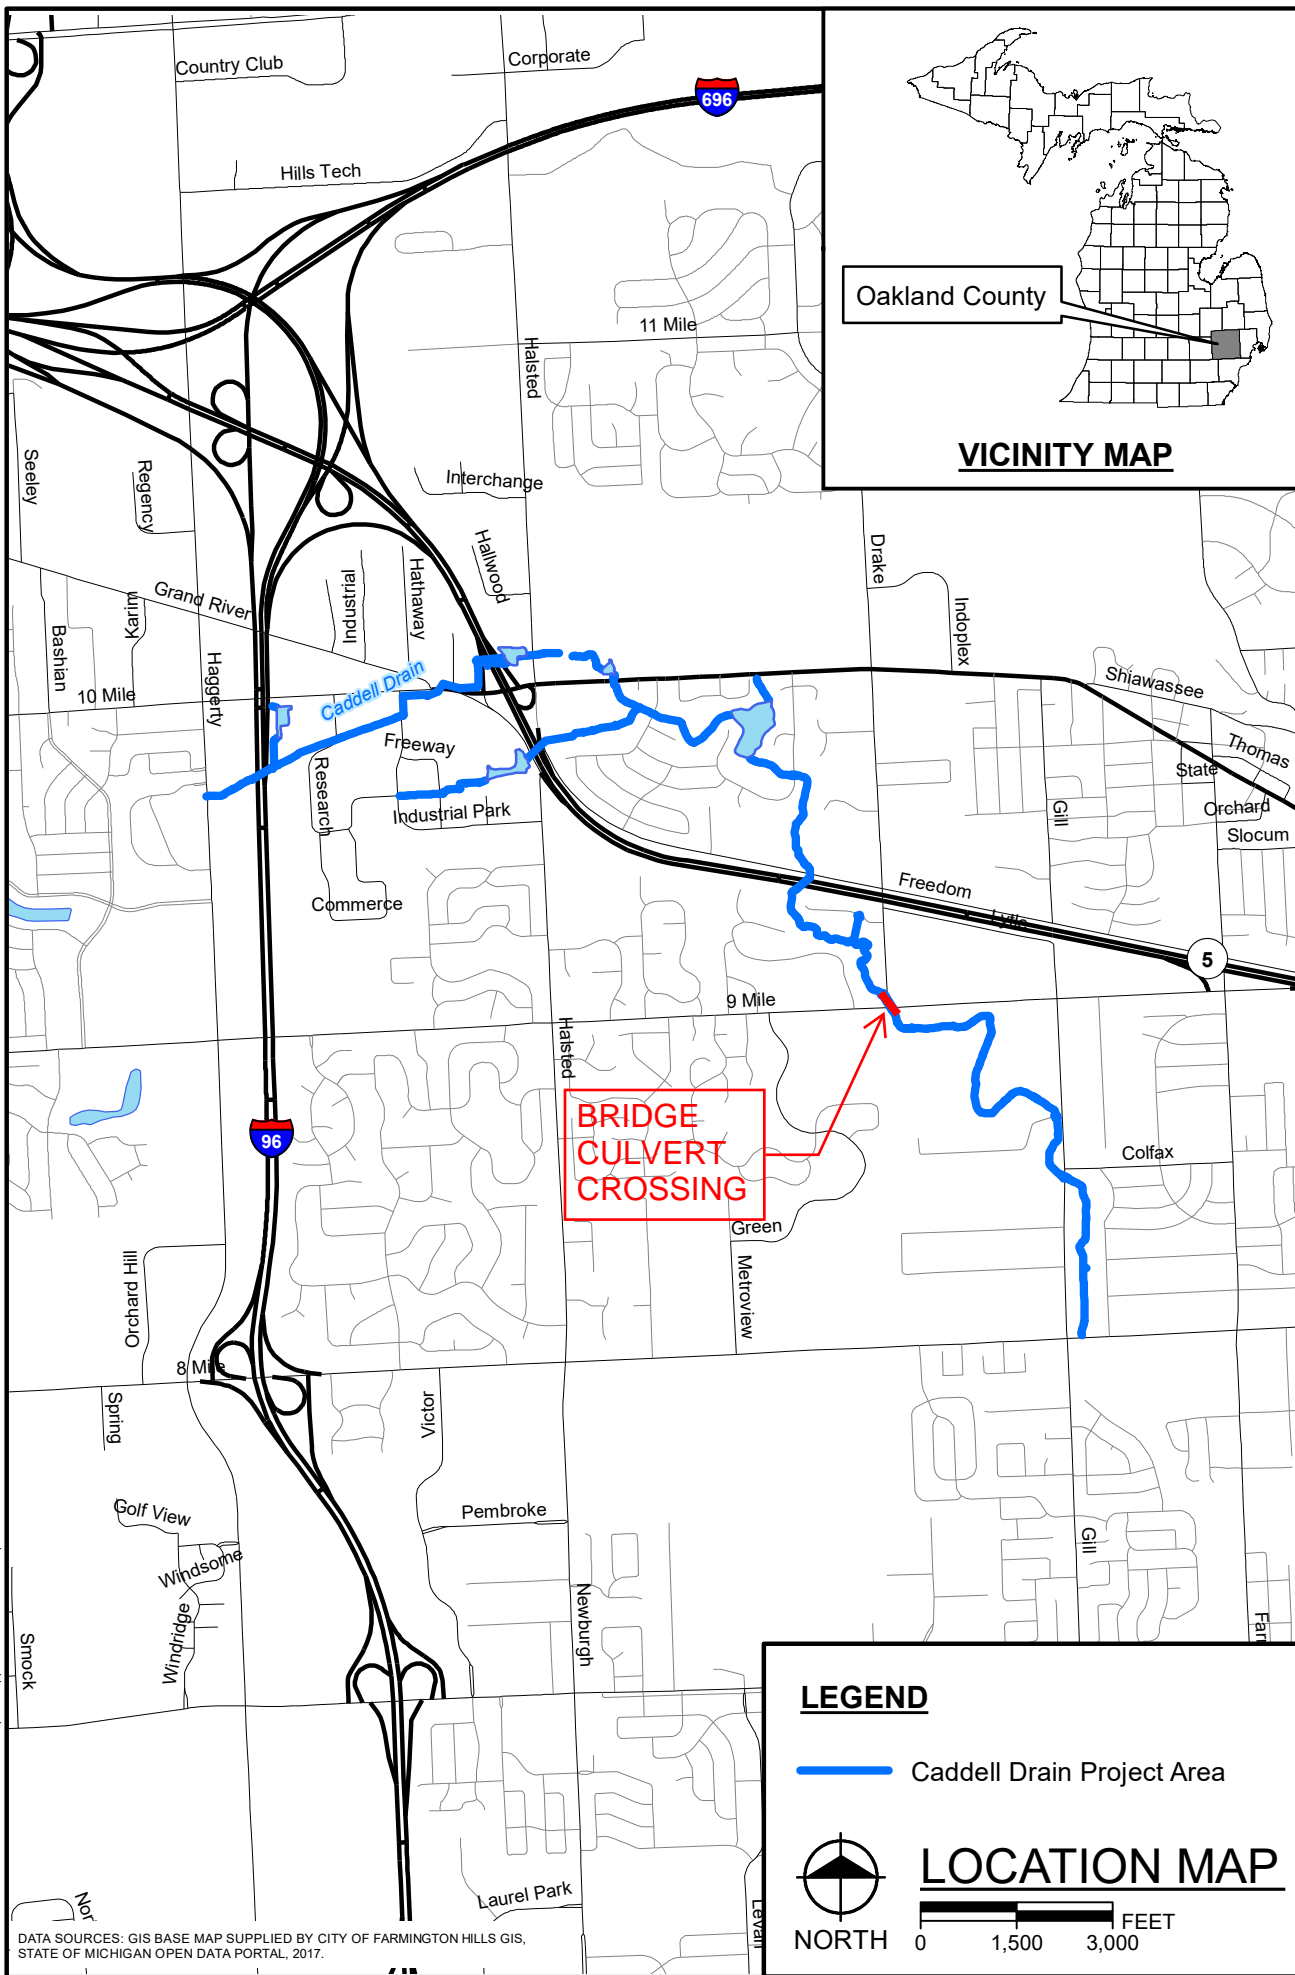 Country Club
Corporate
696
Hills Tech
11 Mile
Halsted
Oakland County
VICINITY MAP
Seeley
Regency
Interchange
Hallwood
Drake
Indoplex
Grand River
Industrial
Hathaway
Karim
Bashian
Haggerty
10 Mile
Caddell Drain
Shiawassee
Thomas
State
Orchard
Slocum
Freeway
Research
Industrial Park
Gill
Commerce
Freedom
Lytle
5
9 Mile
Halsted
BRIDGE
CULVERT
CROSSING
96
Colfax
Green
Metroview
Orchard Hill
8 Mile
Spring
Victor
Golf View
Pembroke
Windsome
Windridge
Gill
Newburgh
Smock
Farm
LEGEND
Caddell Drain Project Area
LOCATION MAP
NORTH
0 1,500 3,000 FEET
Laurel Park
Levan
Nor
DATA SOURCES: GIS BASE MAP SUPPLIED BY CITY OF FARMINGTON HILLS GIS,
STATE OF MICHIGAN OPEN DATA PORTAL, 2017.